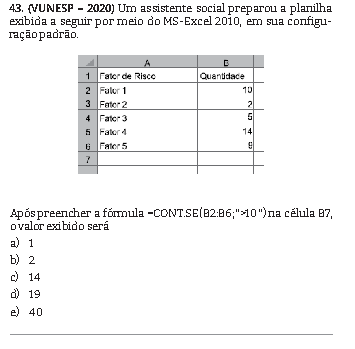 43. (VUNESP – 2020) Um assistente social preparou a planilha
exibida a seguir por meio do MS-Excel 2010, em sua configu-
ração padrão.
A B
1 Fator de Risco Quantidade
2 Fator 1 10
3 Fator 2 2
4 Fator 3 5
5 Fator 4 14
6 Fator 5 9
7
Após preencher a fórmula =CONT.SE(B2:B6;">10") na célula B7,
o valor exibido será
a) 1
b) 2
c) 14
d) 19
e) 40